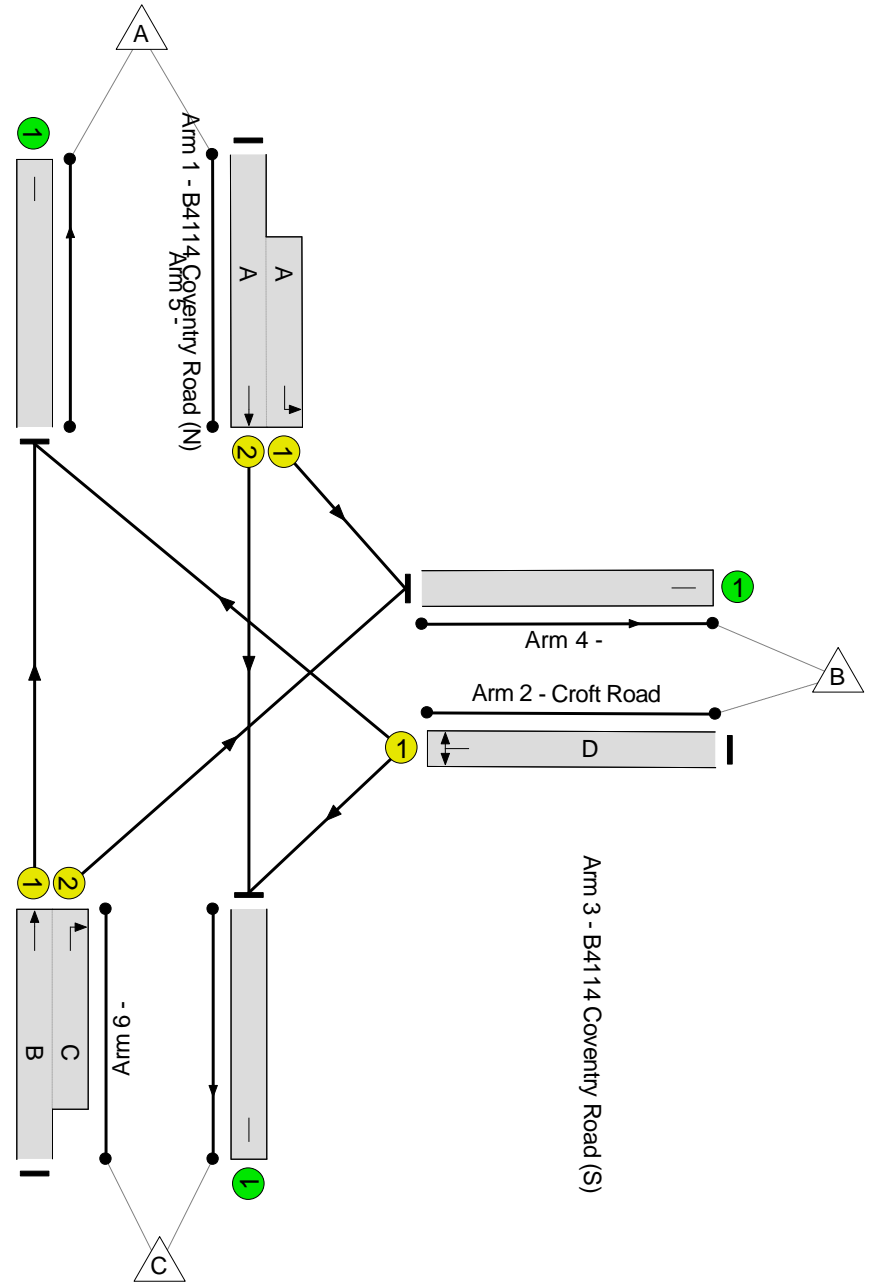 A
1
Arm 1 - B4114 Coventry Road (N)
Arm 5 -
A
A
2
1
1
Arm 4 -
B
Arm 2 - Croft Road
1
D
1
2
B
C
Arm 6 -
Arm 3 - B4114 Coventry Road (S)
1
C